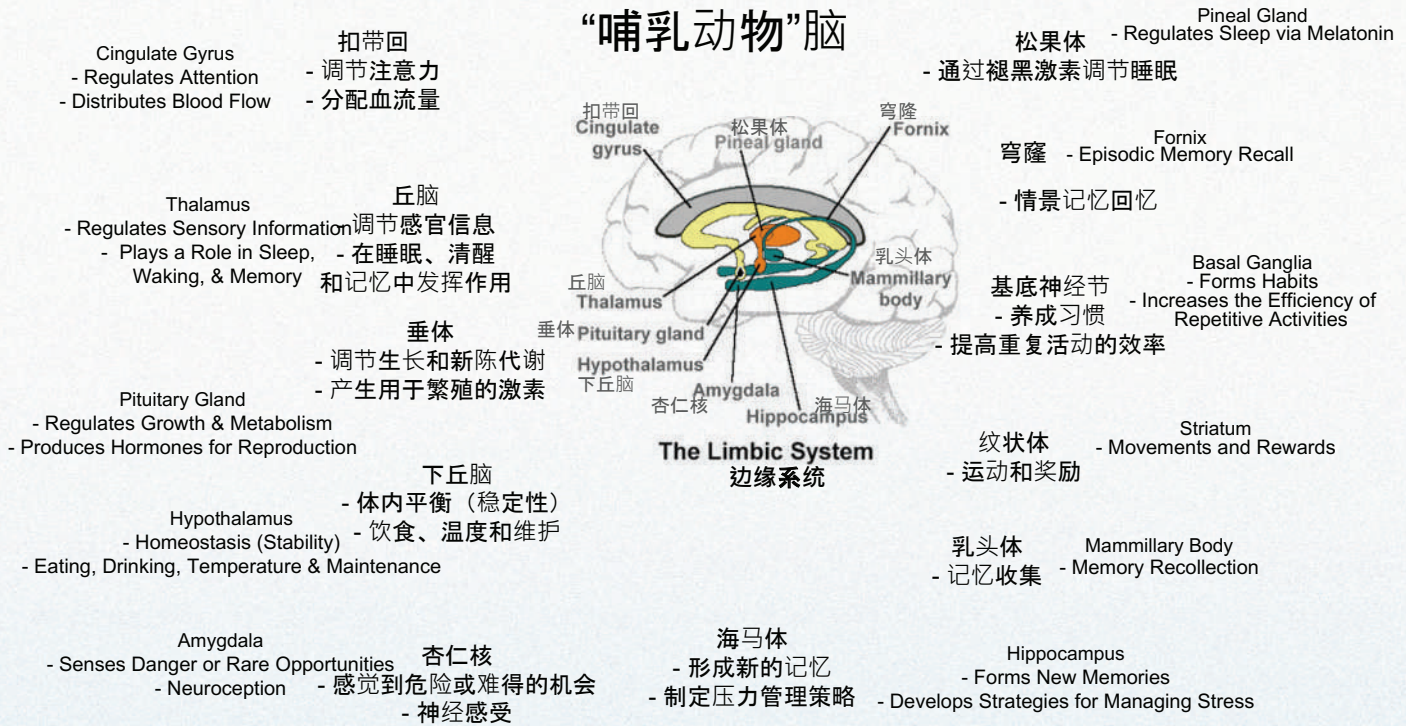 “哺乳动物”脑
Cingulate Gyrus
- Regulates Attention
- Distributes Blood Flow
扣带回
- 调节注意力
- 分配血流量
Thalamus
- Regulates Sensory Information
- Plays a Role in Sleep,
Waking, & Memory
丘脑
-调节感官信息
- 在睡眠、清醒
和记忆中发挥作用
垂体
- 调节生长和新陈代谢
- 产生用于繁殖的激素
Pituitary Gland
- Regulates Growth & Metabolism
- Produces Hormones for Reproduction
下丘脑
- 体内平衡（稳定性）
- 饮食、温度和维护
Hypothalamus
- Homeostasis (Stability)
- Eating, Drinking, Temperature & Maintenance
Amygdala
- Senses Danger or Rare Opportunities
- Neuroception
杏仁核
- 感觉到危险或难得的机会
- 神经感受
扣带回
Cingulate
gyrus
松果体
Pineal gland
穹隆
Fornix
丘脑
Thalamus
乳头体
Mammillary
body
垂体
Pituitary gland
Hypothalamus
下丘脑
Amygdala
杏仁核
海马体
Hippocampus
The Limbic System
边缘系统
海马体
- 形成新的记忆
- 制定压力管理策略
Hippocampus
- Forms New Memories
- Develops Strategies for Managing Stress
Pineal Gland
- Regulates Sleep via Melatonin
松果体
- 通过褪黑激素调节睡眠
Fornix
- Episodic Memory Recall
穹窿
- 情景记忆回忆
Basal Ganglia
- Forms Habits
- Increases the Efficiency of
Repetitive Activities
基底神经节
- 养成习惯
- 提高重复活动的效率
纹状体
- 运动和奖励
Striatum
- Movements and Rewards
乳头体
- 记忆收集
Mammillary Body
- Memory Recollection